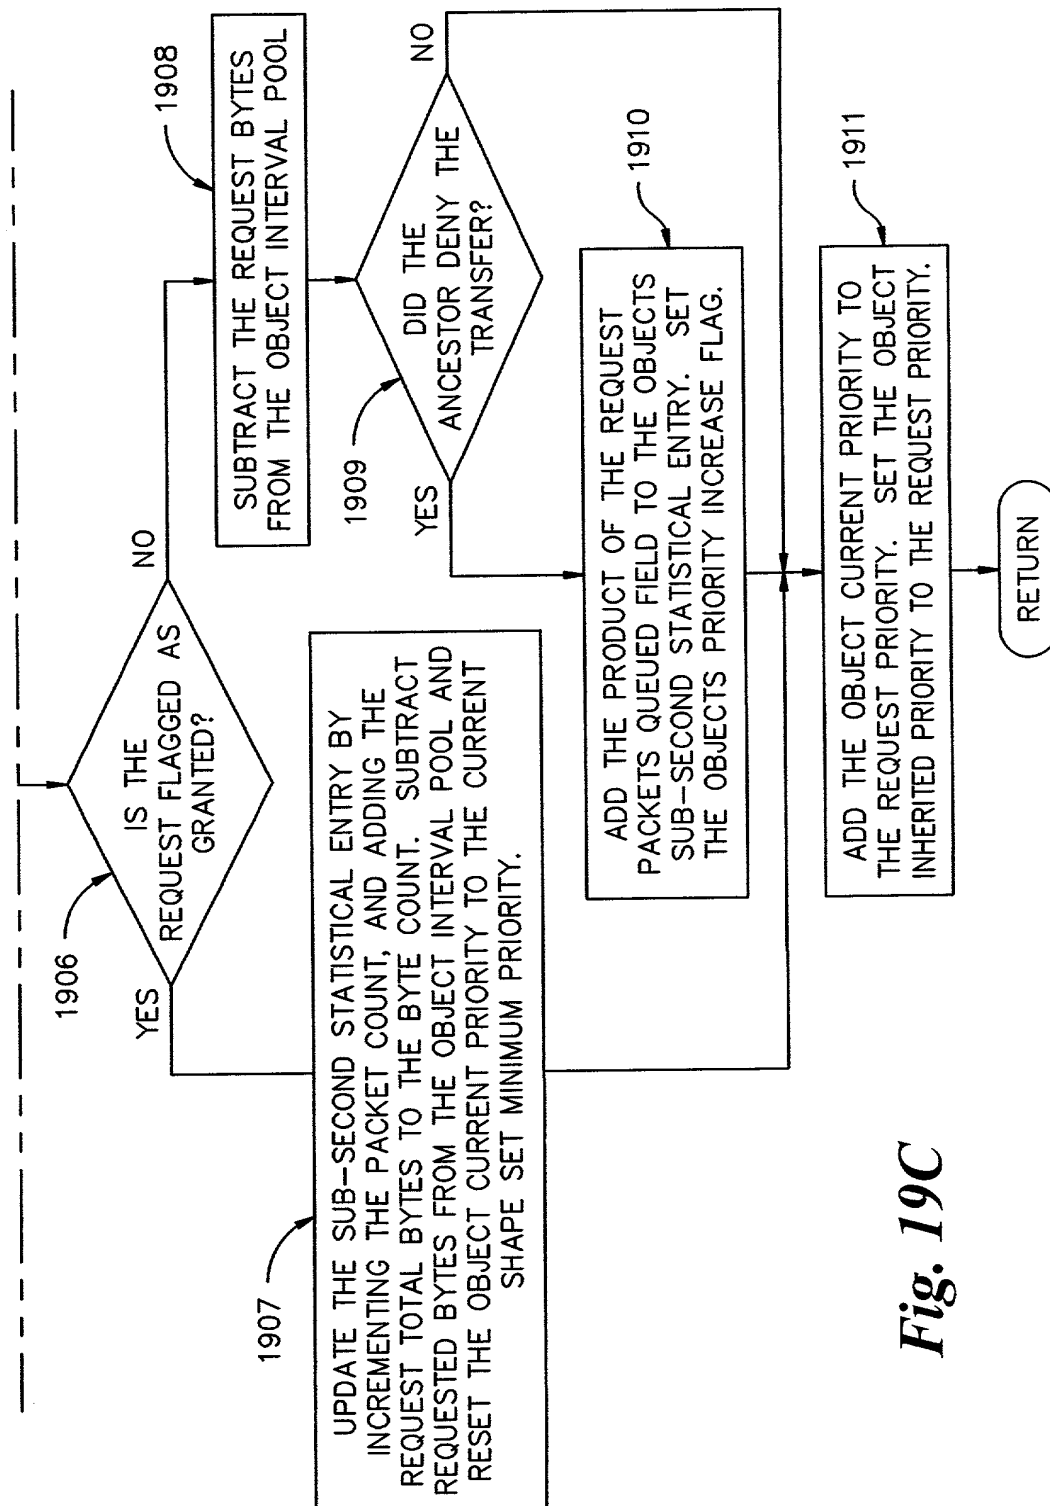 1906
IS THE
REQUEST FLAGGED AS
GRANTED?
YES
NO
1907
UPDATE THE SUB-SECOND STATISTICAL ENTRY BY
INCREMENTING THE PACKET COUNT, AND ADDING THE
REQUEST TOTAL BYTES TO THE BYTE COUNT. SUBTRACT
REQUESTED BYTES FROM THE OBJECT INTERVAL POOL AND
RESET THE OBJECT CURRENT PRIORITY TO THE CURRENT
SHAPE SET MINIMUM PRIORITY.
1908
SUBTRACT THE REQUEST BYTES
FROM THE OBJECT INTERVAL POOL
1909
DID THE
ANCESTOR DENY THE
TRANSFER?
YES
NO
1910
ADD THE PRODUCT OF THE REQUEST
PACKETS QUEUED FIELD TO THE OBJECTS
SUB-SECOND STATISTICAL ENTRY. SET
THE OBJECTS PRIORITY INCREASE FLAG.
1911
ADD THE OBJECT CURRENT PRIORITY TO
THE REQUEST PRIORITY. SET THE OBJECT
INHERITED PRIORITY TO THE REQUEST PRIORITY.
RETURN
Fig. 19C